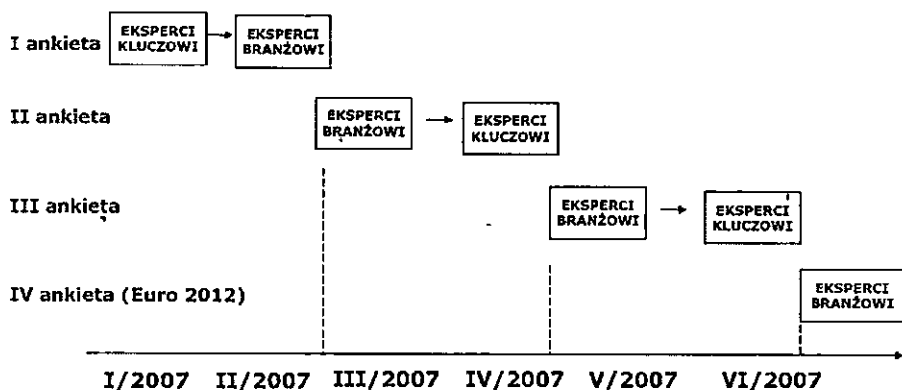 I ankieta
EKSPERCI
KLUCZOWI
EKSPERCI
BRANŻOWI
II ankieta
EKSPERCI
BRANŻOWI
EKSPERCI
KLUCZOWI
III ankieta
EKSPERCI
BRANŻOWI
EKSPERCI
KLUCZOWI
IV ankieta (Euro 2012)
EKSPERCI
BRANŻOWI
I/2007 II/2007 III/2007 IV/2007 V/2007 VI/2007